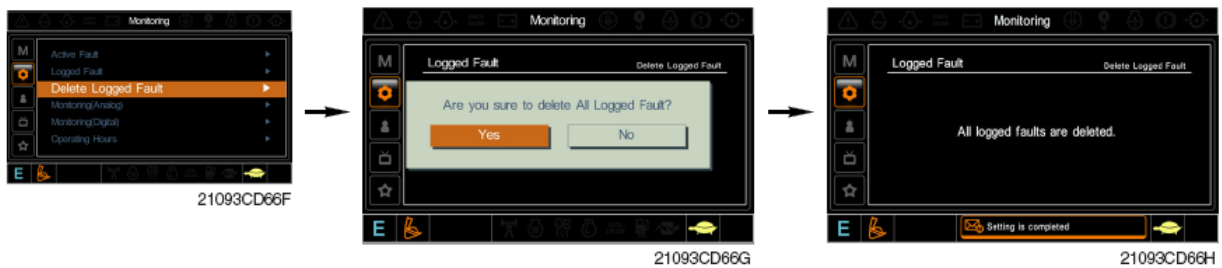 Monitoring
M
Active Fault
Logged Fault
Delete Logged Fault
Monitoring(Analog)
Monitoring(Digital)
Operating Hours
E
21093CD66F
Monitoring
M
Logged Fault Delete Logged Fault
Are you sure to delete All Logged Fault?
Yes No
E
21093CD66G
Monitoring
M
Logged Fault Delete Logged Fault
All logged faults are deleted.
E Setting is completed
21093CD66H